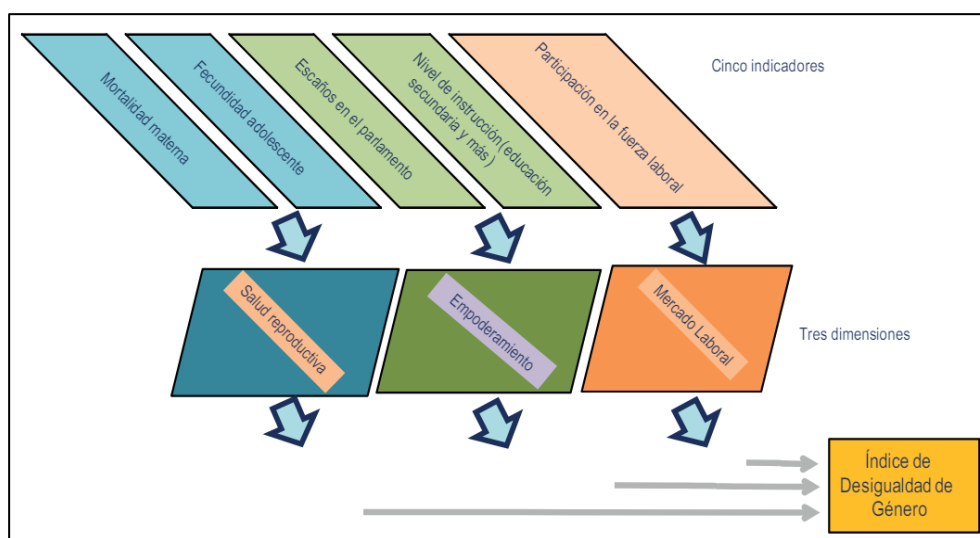 Mortalidad materna
Fecundidad adolescente
Escaños en el parlamento
Nivel de instrucción (educación
secundaria y más )
Participación en la fuerza laboral
Cinco indicadores
Salud reproductiva
Empoderamiento
Mercado Laboral
Tres dimensiones
Índice de
Desigualdad de
Género